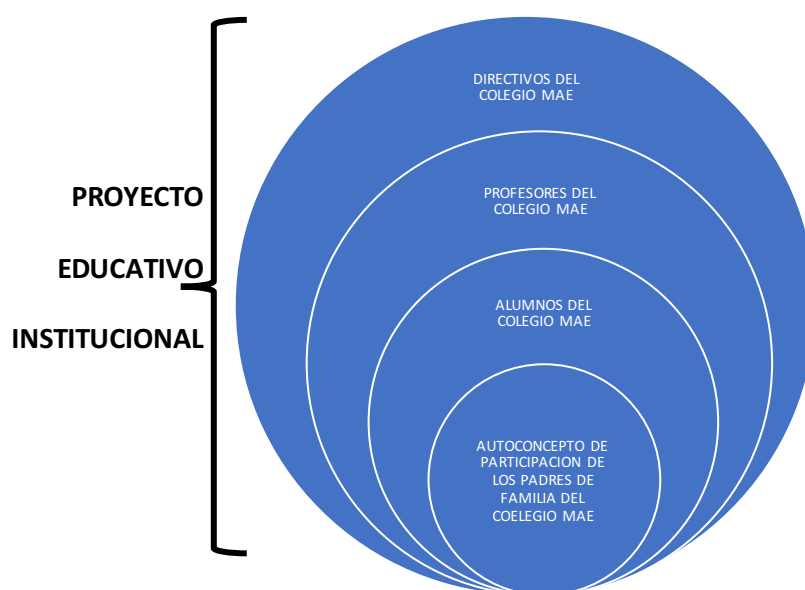 PROYECTO
EDUCATIVO
INSTITUCIONAL
DIRECTIVOS DEL
COLEGIO MAE
PROFESORES DEL
COLEGIO MAE
ALUMNOS DEL
COLEGIO MAE
AUTOCONCEPTO DE
PARTICIPACION DE
LOS PADRES DE
FAMILIA DEL
COELEGIO MAE